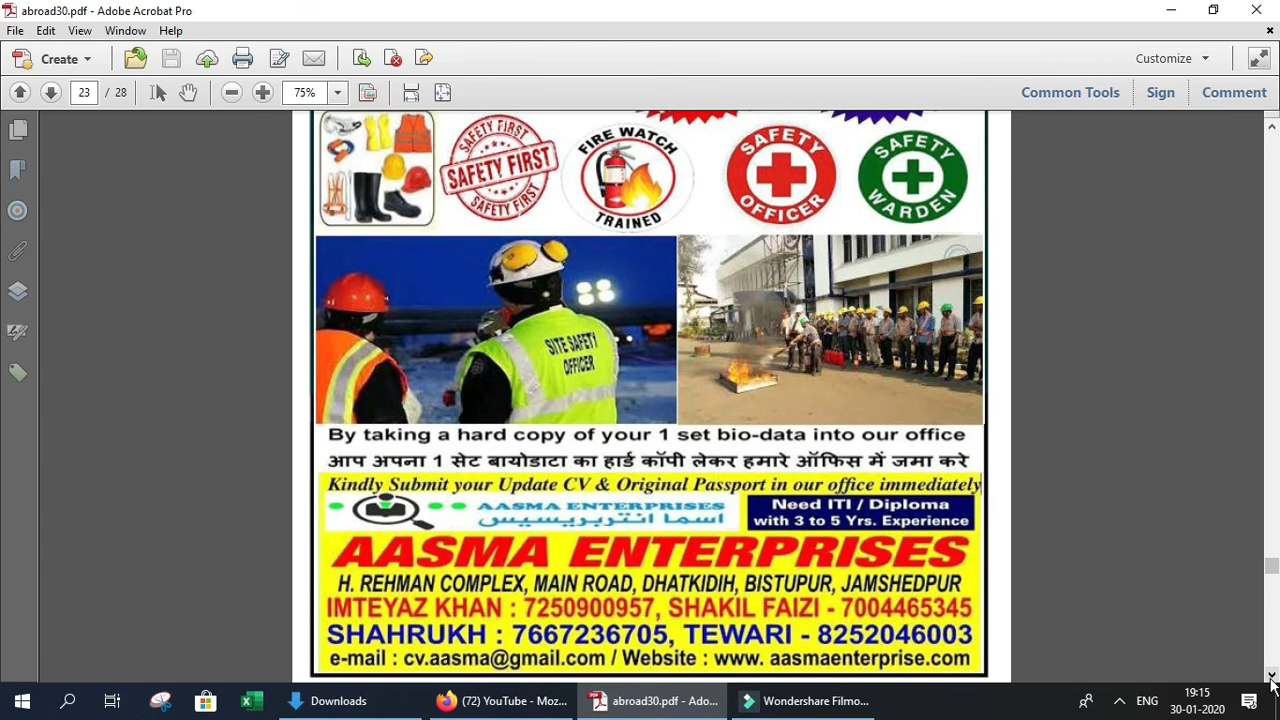 abroad30.pdf - Adobe Acrobat Pro
File Edit View Window Help
Create Customize
23 / 28 75% Common Tools Sign Comment
SAFETY FIRST
SAFETY FIRST
SAFETY FIRST
FIRE WATCH
TRAINED
SAFETY
OFFICER
SAFETY
WARDEN
SITE SAFETY
OFFICER
By taking a hard copy of your 1 set bio-data into our office
आप अपना 1 सेट बायोडाटा का हार्ड कॉपी लेकर हमारे ऑफिस में जमा करे
Kindly Submit your Update CV & Original Passport in our office immediately
AASMA ENTERPRISES
اسما انتربريسيس
Need ITI / Diploma
with 3 to 5 Yrs. Experience
AASMA ENTERPRISES
H. REHMAN COMPLEX, MAIN ROAD, DHATKIDIH, BISTUPUR, JAMSHEDPUR
IMTEYAZ KHAN : 7250900957, SHAKIL FAIZI - 7004465345
SHAHRUKH : 7667236705, TEWARI - 8252046003
e-mail : cv.aasma@gmail.com / Website : www. aasmaenterprise.com
Downloads (72) YouTube - Moz... abroad30.pdf - Ado... Wondershare Filmo... ENG 19:15
30-01-2020